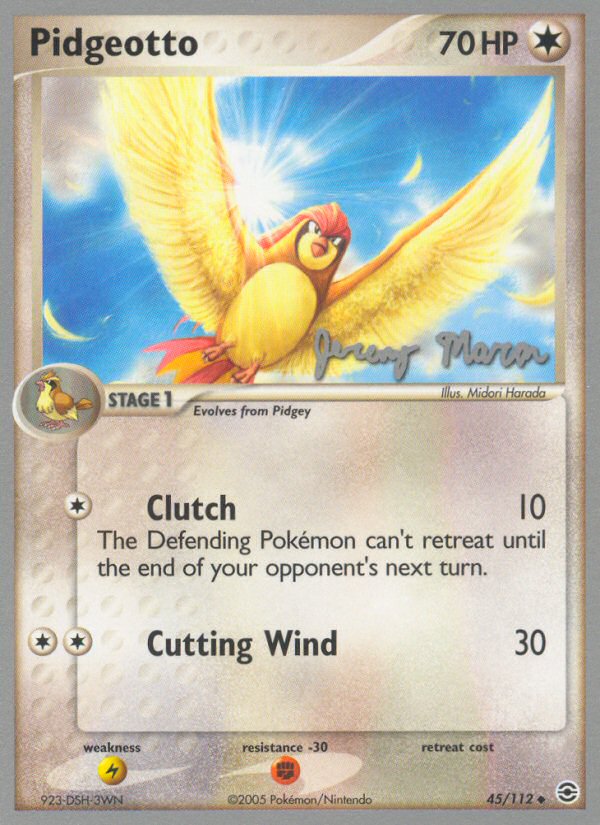 Pidgeotto 70 HP
Jeremy Maron
Illus. Midori Harada
STAGE 1
Evolves from Pidgey
Clutch 10
The Defending Pokémon can't retreat until
the end of your opponent's next turn.
Cutting Wind 30
weakness resistance -30 retreat cost
923-DSH-3WN ©2005 Pokémon/Nintendo 45/112